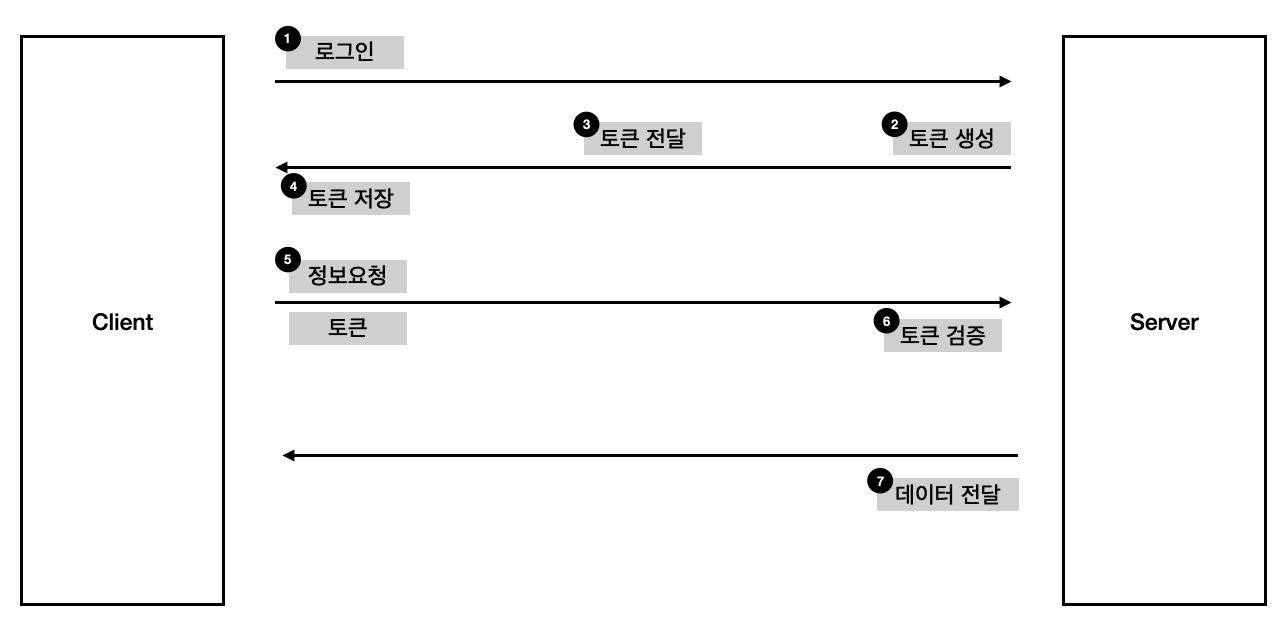 1
로그인
3
토큰 전달
2
토큰 생성
4
토큰 저장
5
정보요청
Client
토큰
6
토큰 검증
Server
7
데이터 전달